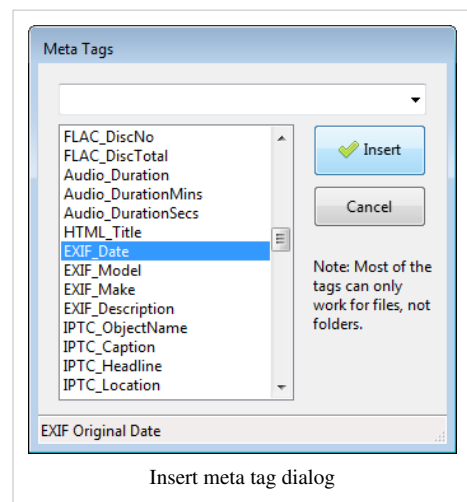 Meta Tags
FLAC_DiscNo
FLAC_DiscTotal
Audio_Duration
Audio_DurationMins
Audio_DurationSecs
HTML_Title
EXIF_Date
EXIF_Model
EXIF_Make
EXIF_Description
IPTC_ObjectName
IPTC_Caption
IPTC_Headline
IPTC_Location
Insert
Cancel
Note: Most of the
tags can only
work for files, not
folders.
EXIF Original Date
Insert meta tag dialog